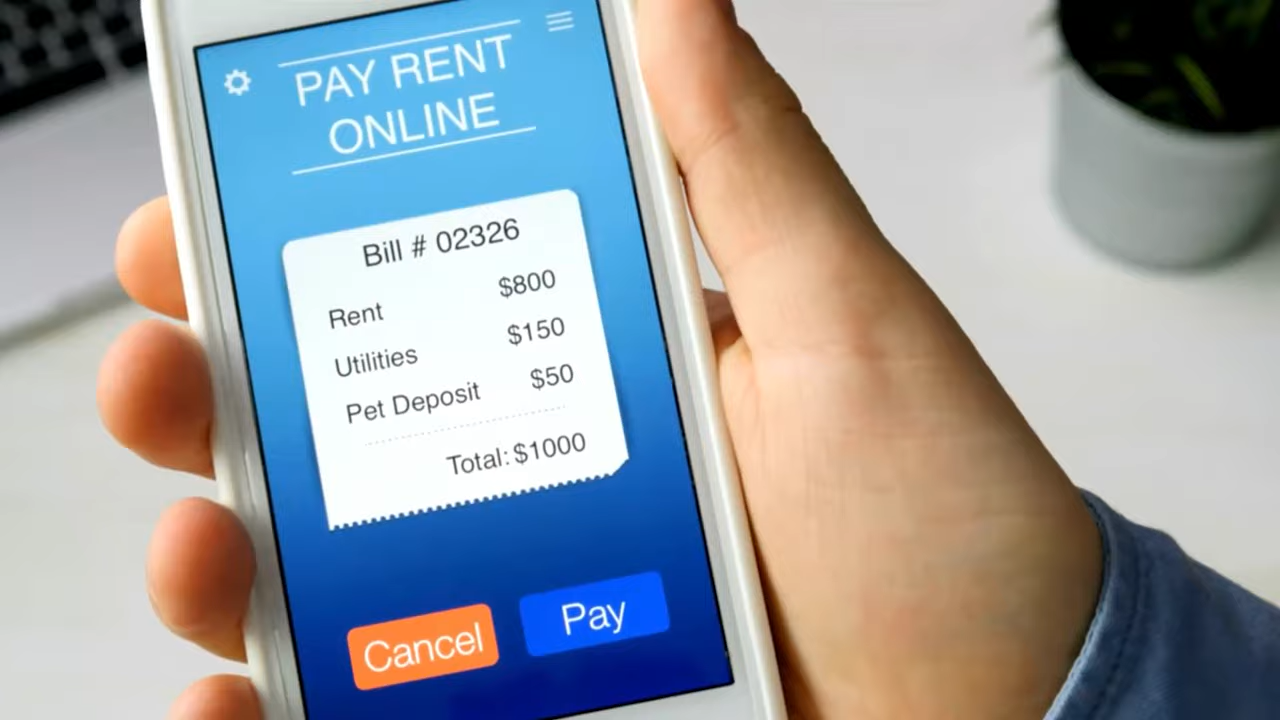 PAY RENT
ONLINE
Bill # 02326
Rent $800
Utilities $150
Pet Deposit $50
Total: $1000
Cancel Pay